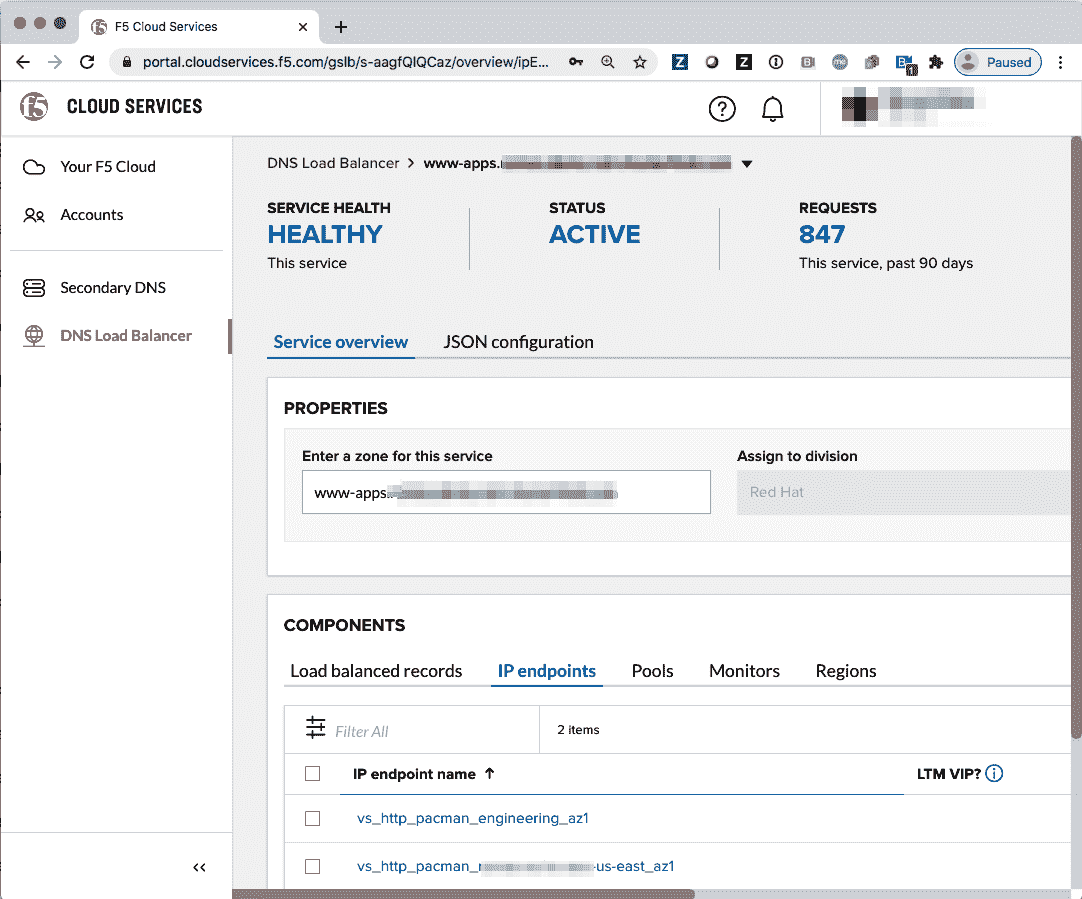 F5 Cloud Services
portal.cloudservices.f5.com/gslb/s-aagfQlQCaz/overview/ipE...
Paused
f5 CLOUD SERVICES
Your F5 Cloud
Accounts
Secondary DNS
DNS Load Balancer
DNS Load Balancer > www-apps.
SERVICE HEALTH
HEALTHY
This service
STATUS
ACTIVE
REQUESTS
847
This service, past 90 days
Service overview JSON configuration
PROPERTIES
Enter a zone for this service
www-apps.
Assign to division
Red Hat
COMPONENTS
Load balanced records IP endpoints Pools Monitors Regions
Filter All 2 items
IP endpoint name ↑ LTM VIP?
vs_http_pacman_engineering_az1
vs_http_pacman_ -us-east_az1